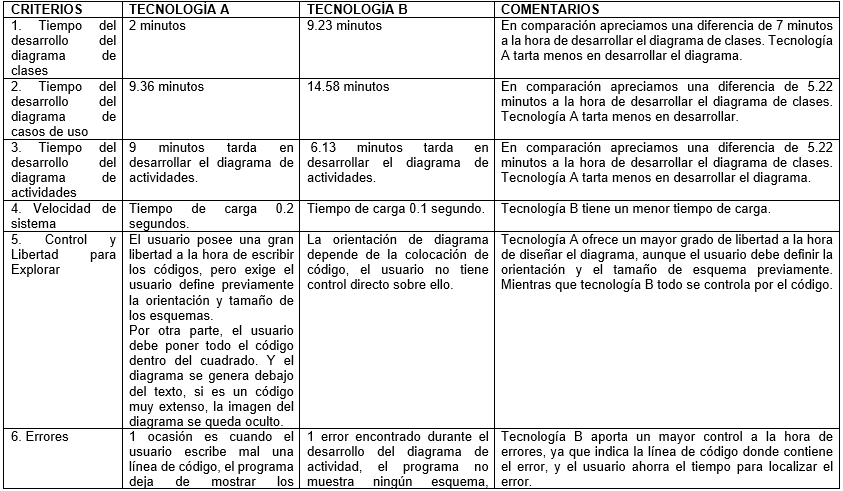 CRITERIOS TECNOLOGÍA A TECNOLOGÍA B COMENTARIOS
1. Tiempo del
desarrollo del
diagrama de
clases
2 minutos
9.23 minutos
En comparación apreciamos una diferencia de 7 minutos
a la hora de desarrollar el diagrama de clases. Tecnología
A tarta menos en desarrollar el diagrama.
2. Tiempo del
desarrollo del
diagrama de
casos de uso
9.36 minutos
14.58 minutos
En comparación apreciamos una diferencia de 5.22
minutos a la hora de desarrollar el diagrama de clases.
Tecnología A tarta menos en desarrollar.
3. Tiempo del
desarrollo del
diagrama de
actividades
9 minutos tarda en
desarrollar el diagrama de
actividades.
6.13 minutos tarda en
desarrollar el diagrama de
actividades.
En comparación apreciamos una diferencia de 5.22
minutos a la hora de desarrollar el diagrama de clases.
Tecnología A tarta menos en desarrollar el diagrama.
4. Velocidad de
sistema
Tiempo de carga 0.2
segundos.
Tiempo de carga 0.1 segundo.
Tecnología B tiene un menor tiempo de carga.
5. Control y
Libertad para
Explorar
El usuario posee una gran
libertad a la hora de escribir
los códigos, pero exige el
usuario define previamente
la orientación y tamaño de
los esquemas.
Por otra parte, el usuario
debe poner todo el código
dentro del cuadrado. Y el
diagrama se genera debajo
del texto, si es un código
muy extenso, la imagen del
diagrama se queda oculto.
La orientación de diagrama
depende de la colocación de
código, el usuario no tiene
control directo sobre ello.
Tecnología A ofrece un mayor grado de libertad a la hora
de diseñar el diagrama, aunque el usuario debe definir la
orientación y el tamaño de esquema previamente.
Mientras que tecnología B todo se controla por el código.
6. Errores
1 ocasión es cuando el
usuario escribe mal una
línea de código, el programa
deja de mostrar los
1 error encontrado durante el
desarrollo del diagrama de
actividad, el programa no
muestra ningún esquema,
Tecnología B aporta un mayor control a la hora de
errores, ya que indica la línea de código donde contiene
el error, y el usuario ahorra el tiempo para localizar el
error.